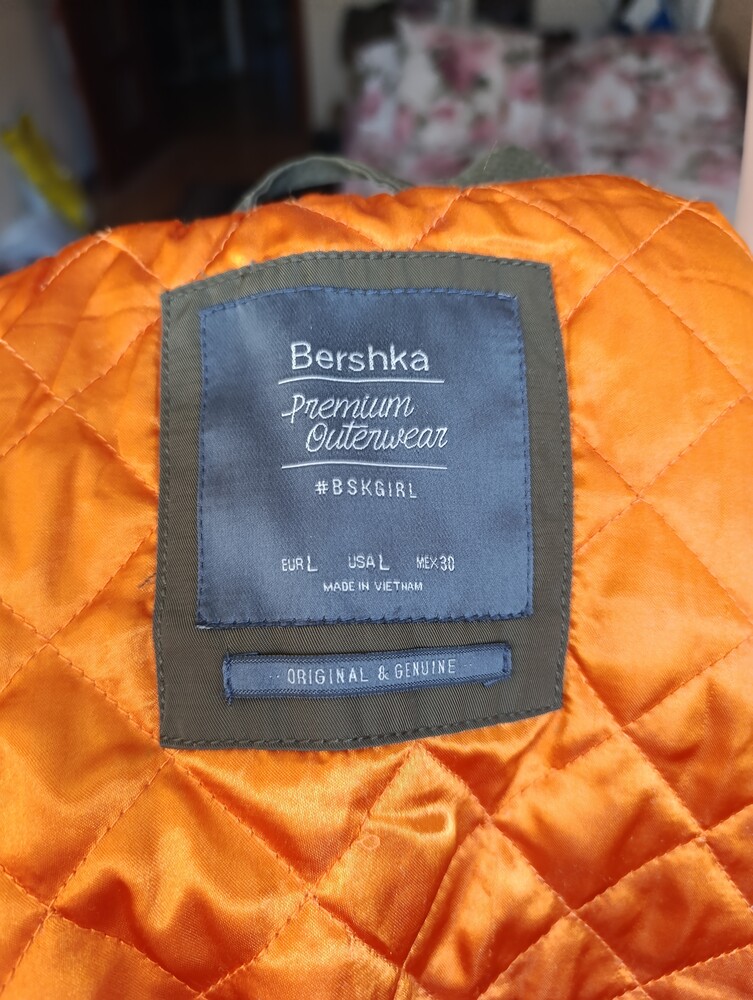 Bershka
Premium
Outerwear
#BSKGIRL
EUR L USA L MEX 30
MADE IN VIETNAM
·· ORIGINAL & GENUINE ··